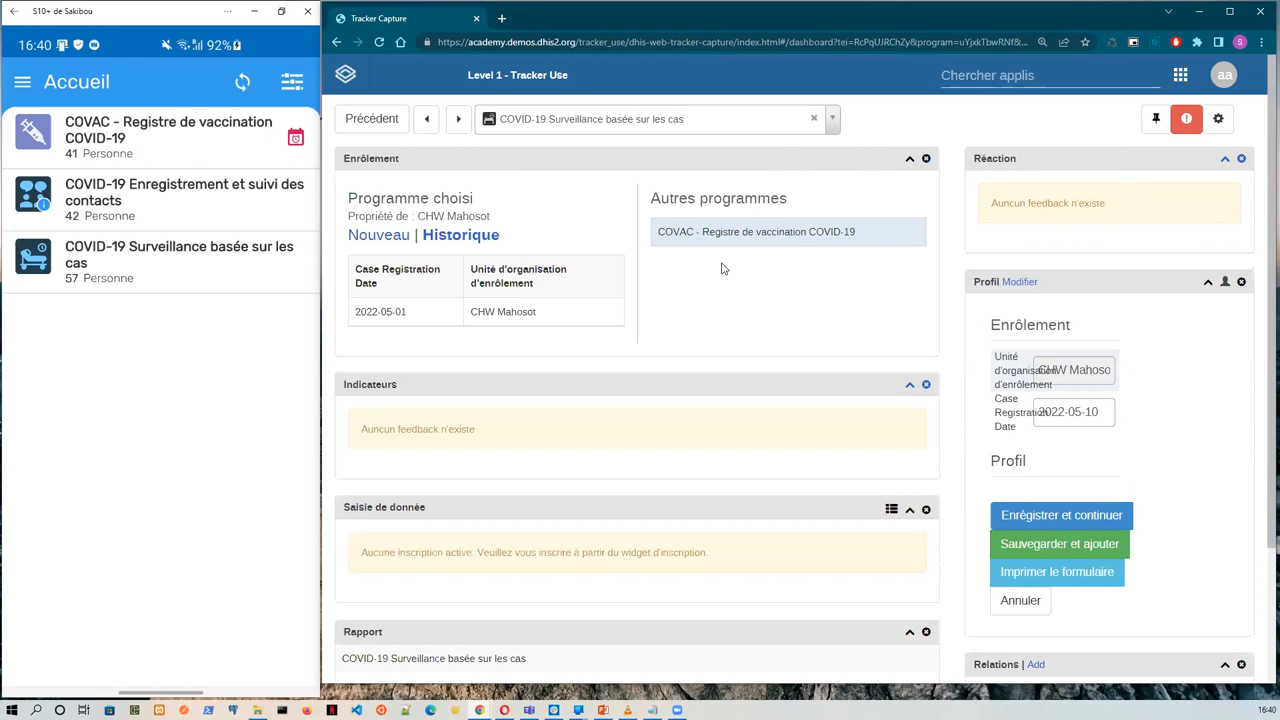 S10+ de Sakibou
16:40
92%
Accueil
COVAC - Registre de vaccination
COVID-19
41 Personne
COVID-19 Enregistrement et suivi des
contacts
42 Personne
COVID-19 Surveillance basée sur les
cas
57 Personne
Tracker Capture
https://academy.demos.dhis2.org/tracker_use/dhis-web-tracker-capture/index.html#/dashboard?tei=RcPqUJRChZy&program=uYjxkTbwRNf&...
S
Level 1 - Tracker Use
Chercher applis
aa
Précédent
COVID-19 Surveillance basée sur les cas
Enrôlement
Programme choisi
Propriété de : CHW Mahosot
Nouveau | Historique
Case Registration
Date
Unité d'organisation
d'enrôlement
2022-05-01
CHW Mahosot
Autres programmes
COVAC - Registre de vaccination COVID-19
Indicateurs
Auncun feedback n'existe
Saisie de donnée
Aucune inscription active. Veuillez vous inscrire à partir du widget d'inscription.
Rapport
COVID-19 Surveillance basée sur les cas
Réaction
Auncun feedback n'existe
Profil Modifier
Enrôlement
Unité
d'organisation
d'enrôlement
CHW Mahoso
Case
Registration
Date
2022-05-10
Profil
Enrégistrer et continuer
Sauvegarder et ajouter
Imprimer le formulaire
Annuler
Relations | Add
16:40